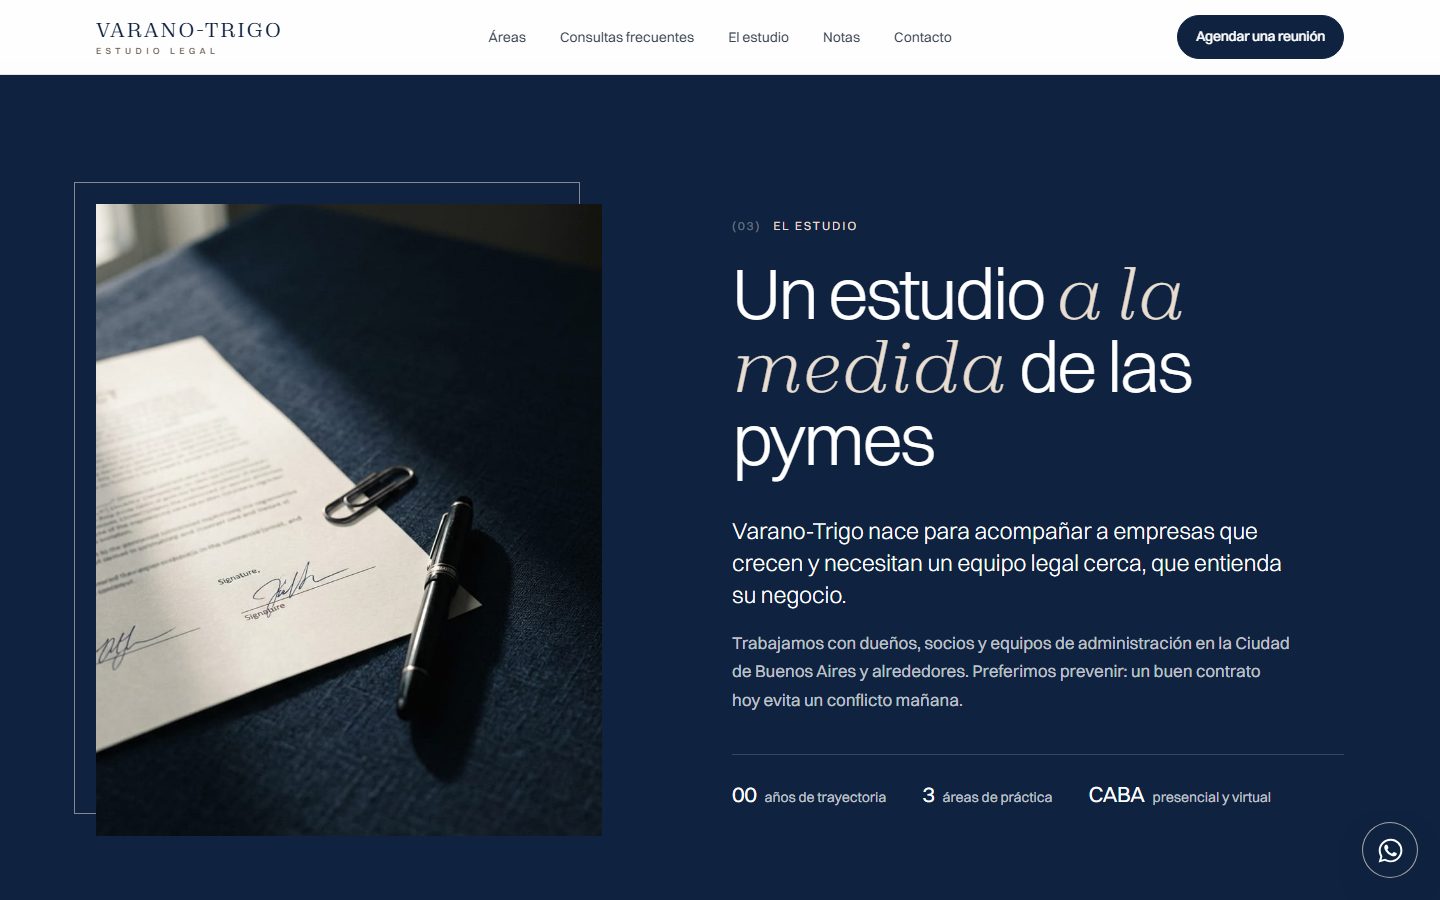 VARANO-TRIGO
ESTUDIO LEGAL
Áreas
Consultas frecuentes
El estudio
Notas
Contacto
Agendar una reunión
(03) EL ESTUDIO
Un estudio a la
medida de las
pymes
Varano-Trigo nace para acompañar a empresas que
crecen y necesitan un equipo legal cerca, que entienda
su negocio.
Trabajamos con dueños, socios y equipos de administración en la Ciudad
de Buenos Aires y alrededores. Preferimos prevenir: un buen contrato
hoy evita un conflicto mañana.
00 años de trayectoria
3 áreas de práctica
CABA presencial y virtual
Signature,
Signature